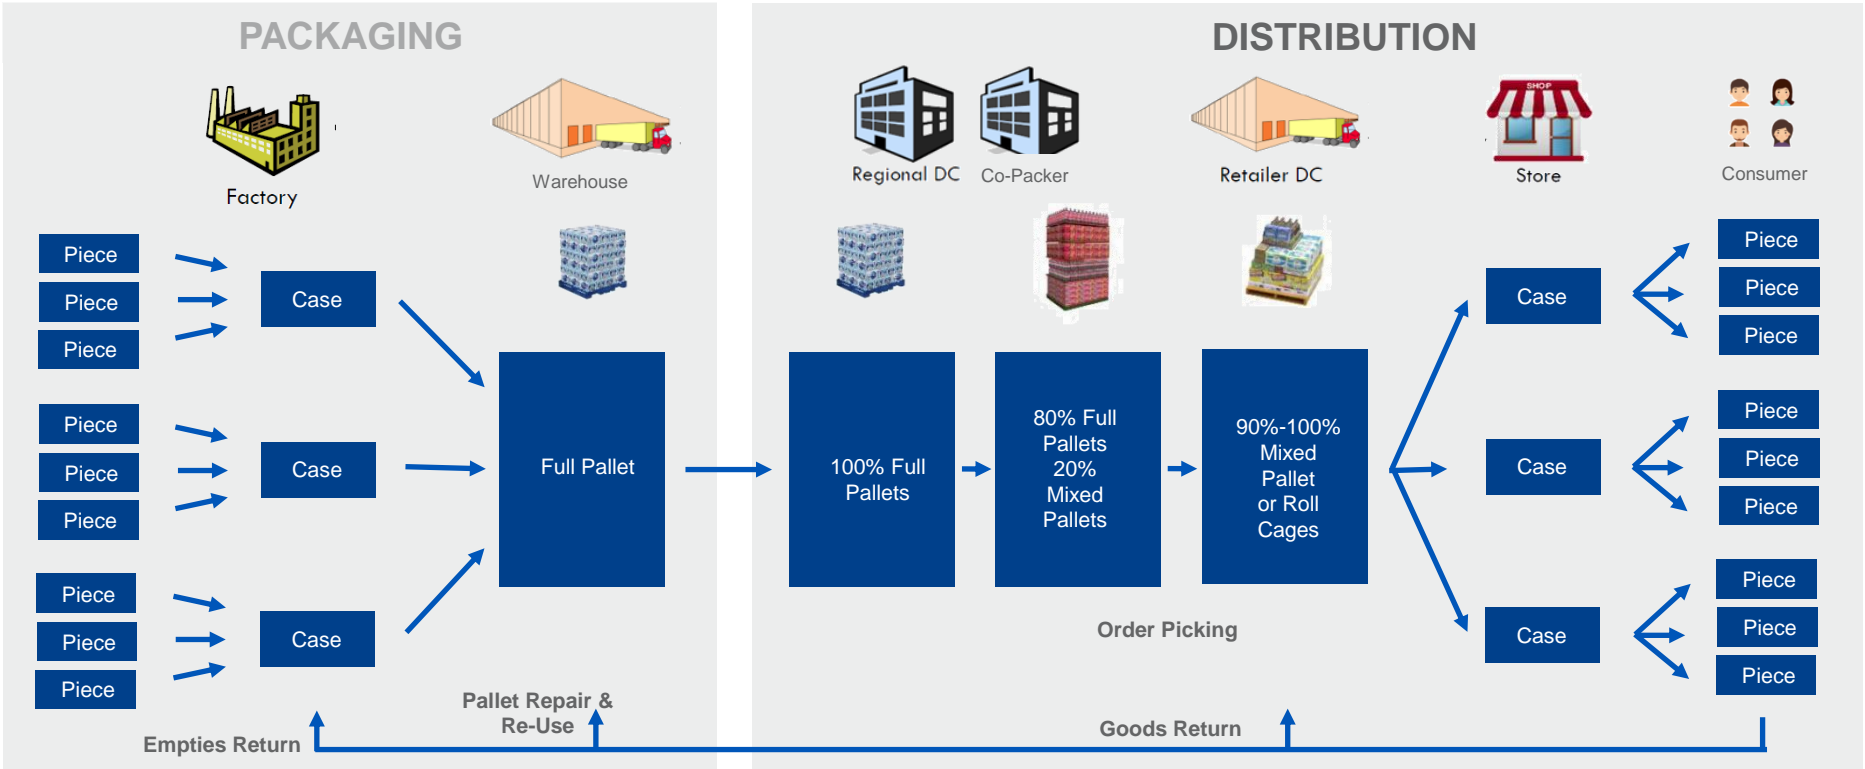 PACKAGING
DISTRIBUTION
Factory
Warehouse
Regional DC
Co-Packer
Retailer DC
SHOP
Store
Consumer
Piece
Piece
Piece
Case
Piece
Piece
Piece
Case
Piece
Piece
Piece
Case
Full Pallet
100% Full
Pallets
80% Full
Pallets
20%
Mixed
Pallets
90%-100%
Mixed
Pallet
or Roll
Cages
Case
Piece
Piece
Piece
Case
Piece
Piece
Piece
Case
Piece
Piece
Piece
Order Picking
Pallet Repair &
Re-Use
Empties Return
Goods Return